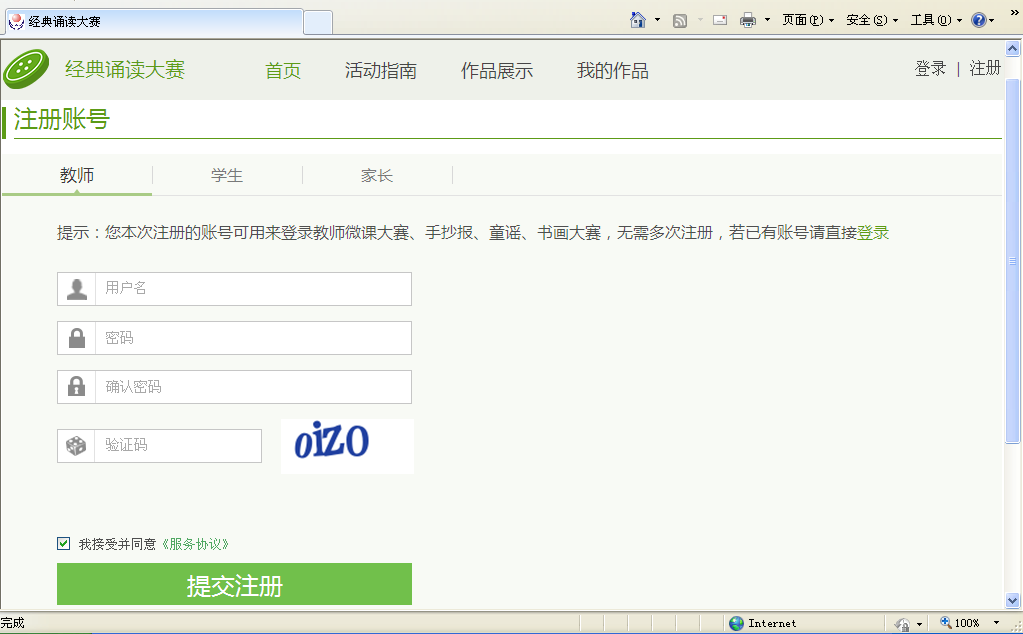 经典诵读大赛
页面(P)
安全(S)
工具(O)
»
经典诵读大赛 首页 活动指南 作品展示 我的作品 登录 | 注册
注册账号
教师 学生 家长
提示：您本次注册的账号可用来登录教师微课大赛、手抄报、童谣、书画大赛，无需多次注册，若已有账号请直接登录
用户名
密码
确认密码
验证码 oizo
我接受并同意《服务协议》
提交注册
完成 Internet 100%